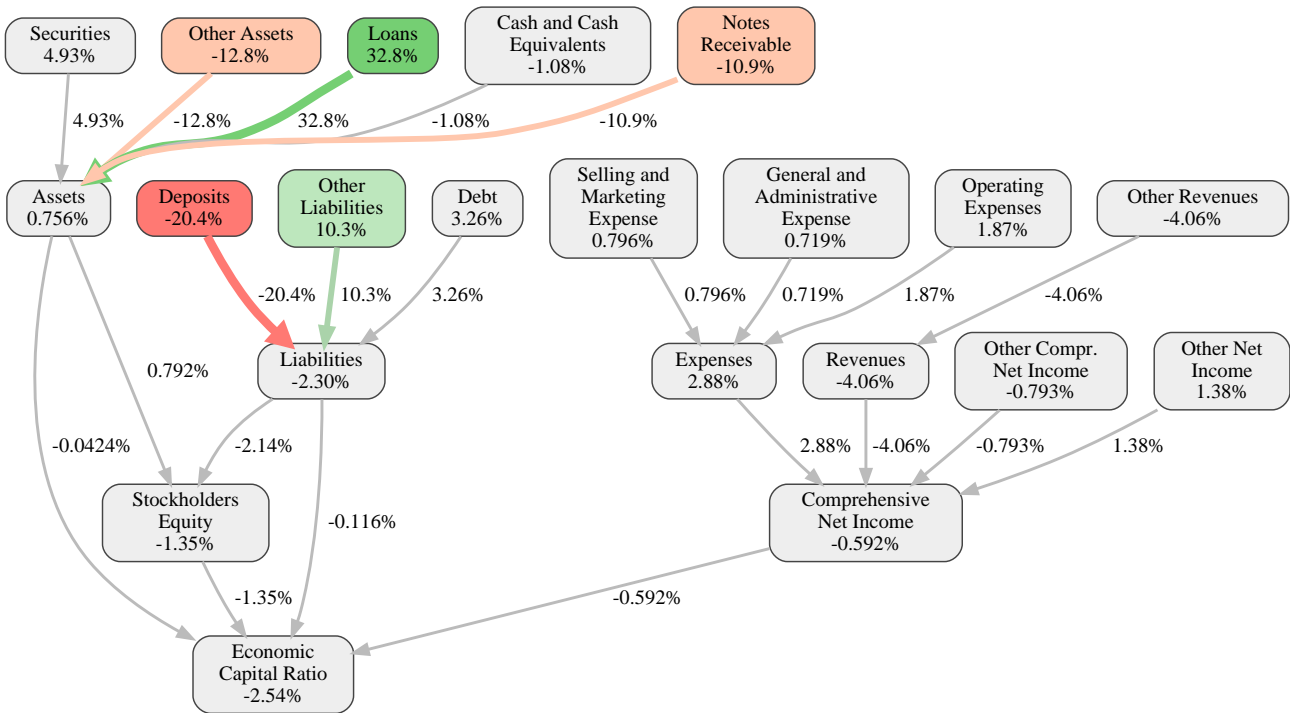 Securities
4.93%
Other Assets
-12.8%
Loans
32.8%
Cash and Cash
Equivalents
-1.08%
Notes
Receivable
-10.9%
4.93%
-12.8%
32.8%
-1.08%
-10.9%
Assets
0.756%
Deposits
-20.4%
Other
Liabilities
10.3%
Debt
3.26%
Selling and
Marketing
Expense
0.796%
General and
Administrative
Expense
0.719%
Operating
Expenses
1.87%
Other Revenues
-4.06%
-20.4%
10.3%
3.26%
0.796%
0.719%
1.87%
-4.06%
0.792%
Liabilities
-2.30%
Expenses
2.88%
Revenues
-4.06%
Other Compr.
Net Income
-0.793%
Other Net
Income
1.38%
-0.0424%
-2.14%
2.88%
-4.06%
-0.793%
1.38%
Stockholders
Equity
-1.35%
-0.116%
Comprehensive
Net Income
-0.592%
-1.35%
-0.592%
Economic
Capital Ratio
-2.54%